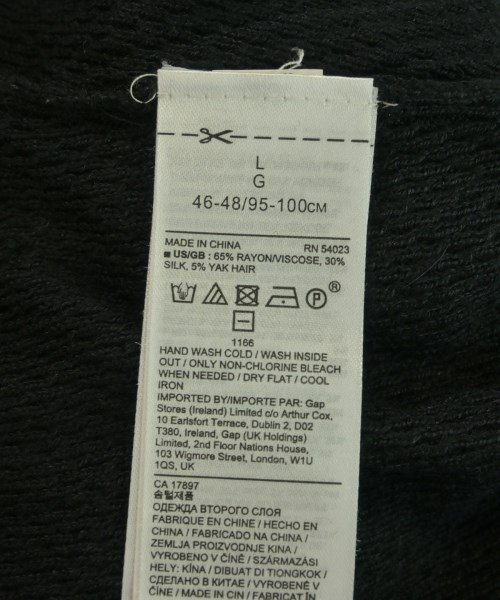 L
G
46-48/95-100CM
MADE IN CHINA RN 54023
■ US/GB : 65% RAYON/VISCOSE, 30%
SILK, 5% YAK HAIR
P ®
1166
HAND WASH COLD / WASH INSIDE
OUT / ONLY NON-CHLORINE BLEACH
WHEN NEEDED / DRY FLAT / COOL
IRON
IMPORTED BY/IMPORTE PAR: Gap
Stores (Ireland) Limited c/o Arthur Cox,
10 Earlsfort Terrace, Dublin 2, D02
T380, Ireland, Gap (UK Holdings)
Limited, 2nd Floor Nations House,
103 Wigmore Street, London, W1U
1QS, UK
CA 17897
숨털제품
ОДЕЖДА ВТОРОГО СЛОЯ
FABRIQUE EN CHINE / HECHO EN
CHINA / FABRICADO NA CHINA /
ZEMLJA PROIZVODNJE KINA /
VYROBENO V ČÍNĚ / SZÁRMAZÁSI
HELY: KÍNA / DIBUAT DI TIONGKOK /
СДЕЛАНО В КИТАЕ / VYROBENÉ V
ČÍNE / MADE IN CIN / FABRICAT ÎN